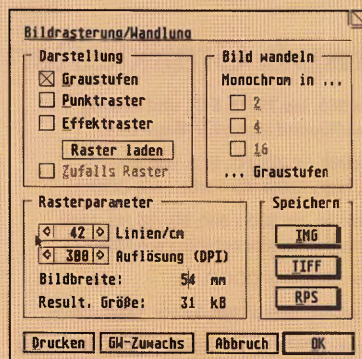 Bildrasterung/Wandlung
Darstellung
Graustufen
Punktraster
Effektraster
Raster laden
Zufalls Raster
Bild wandeln
Monochrom in ...
2
4
16
... Graustufen
Rasterparameter
42 Linien/cm
300 Auflösung (DPI)
Bildbreite: 54 mm
Result. Größe: 31 kB
Speichern
IMG
TIFF
RPS
Drucken GW-Zuwachs Abbruch OK